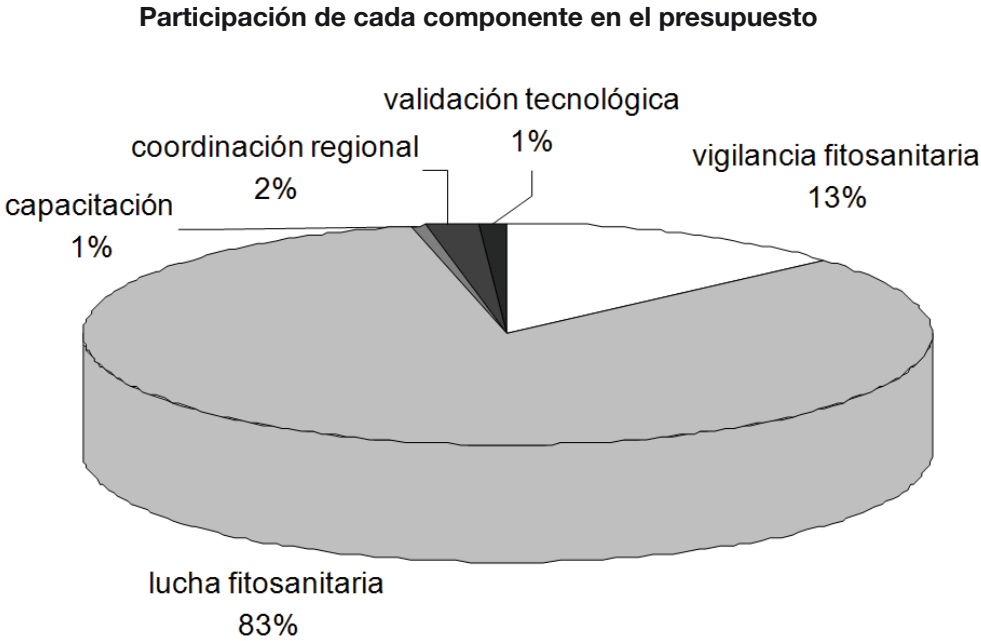 Participación de cada componente en el presupuesto
validación tecnológica
1%
coordinación regional
2%
vigilancia fitosanitaria
13%
capacitación
1%
lucha fitosanitaria
83%